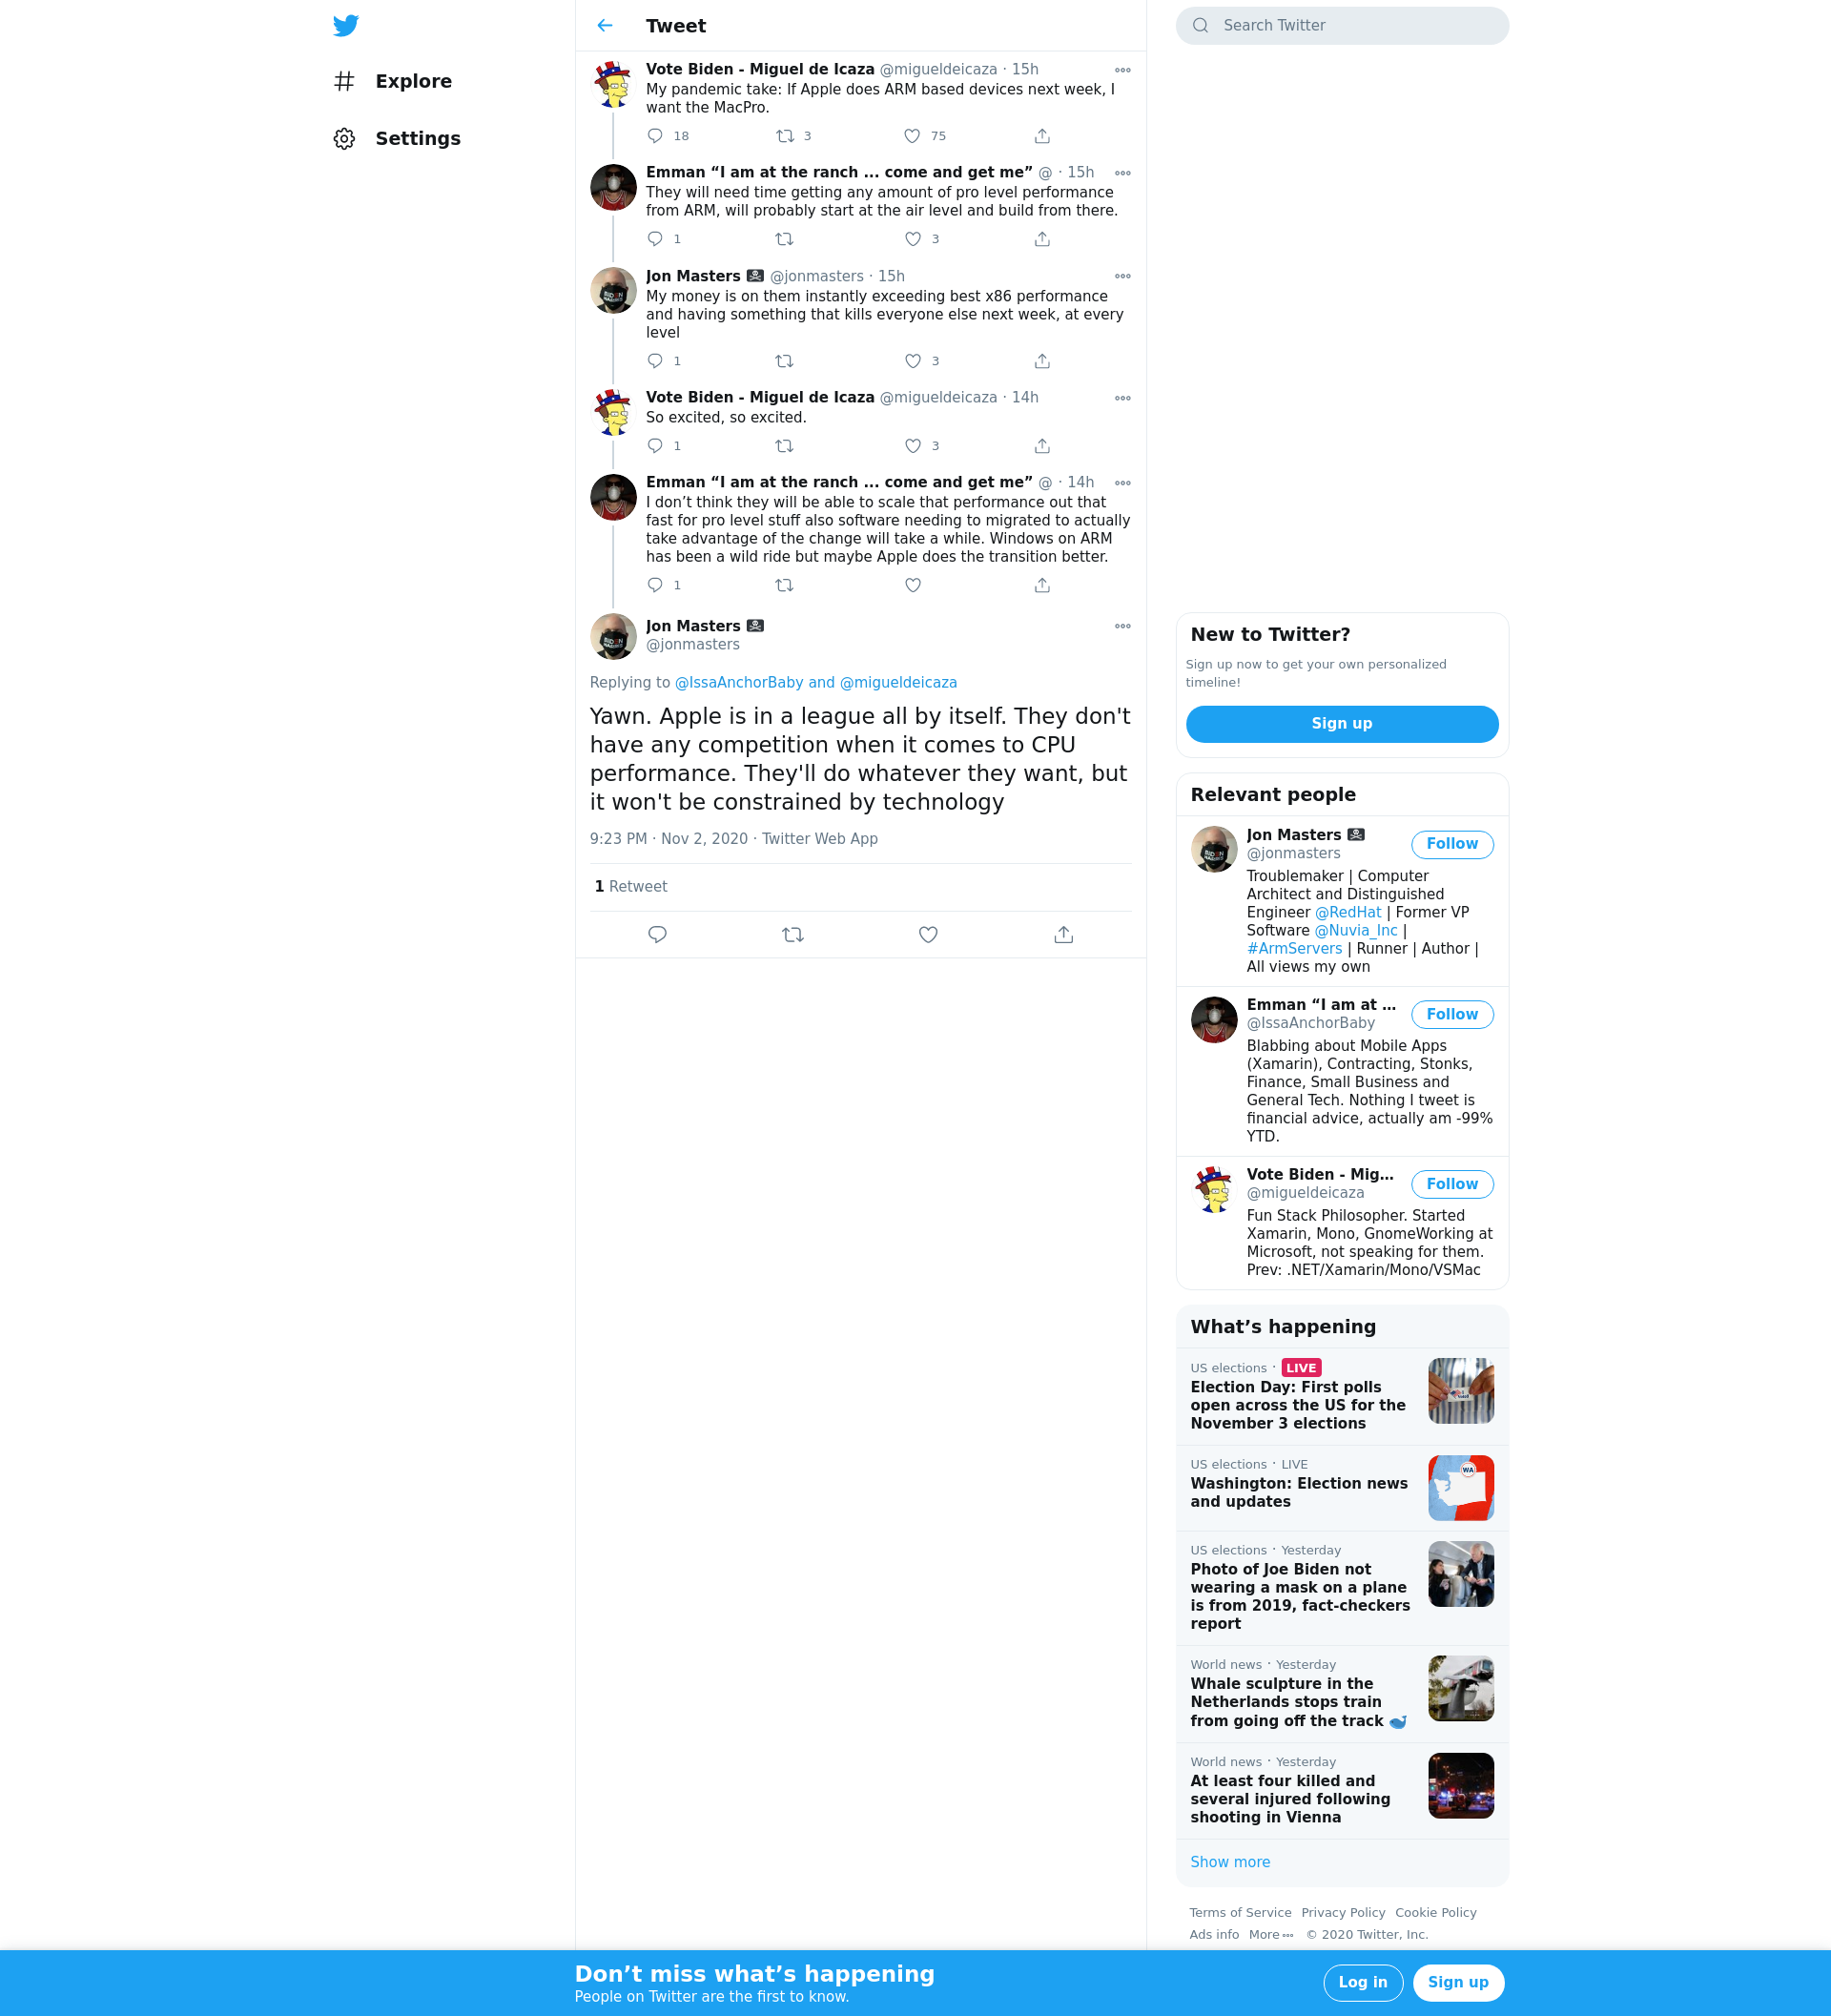 Explore
Settings
Tweet
Vote Biden - Miguel de Icaza @migueldeicaza · 15h
My pandemic take: If Apple does ARM based devices next week, I
want the MacPro.
18 3 75
Emman “I am at the ranch ... come and get me” @ · 15h
They will need time getting any amount of pro level performance
from ARM, will probably start at the air level and build from there.
1 3
Jon Masters 🏴‍☠️ @jonmasters · 15h
My money is on them instantly exceeding best x86 performance
and having something that kills everyone else next week, at every
level
1 3
Vote Biden - Miguel de Icaza @migueldeicaza · 14h
So excited, so excited.
1 3
Emman “I am at the ranch ... come and get me” @ · 14h
I don’t think they will be able to scale that performance out that
fast for pro level stuff also software needing to migrated to actually
take advantage of the change will take a while. Windows on ARM
has been a wild ride but maybe Apple does the transition better.
1
Jon Masters 🏴‍☠️
@jonmasters
Replying to @IssaAnchorBaby and @migueldeicaza
Yawn. Apple is in a league all by itself. They don't
have any competition when it comes to CPU
performance. They'll do whatever they want, but
it won't be constrained by technology
9:23 PM · Nov 2, 2020 · Twitter Web App
1 Retweet
Search Twitter
New to Twitter?
Sign up now to get your own personalized
timeline!
Sign up
Relevant people
Jon Masters 🏴‍☠️
@jonmasters
Follow
Troublemaker | Computer
Architect and Distinguished
Engineer @RedHat | Former VP
Software @Nuvia_Inc |
#ArmServers | Runner | Author |
All views my own
Emman “I am at ...
@IssaAnchorBaby
Follow
Blabbing about Mobile Apps
(Xamarin), Contracting, Stonks,
Finance, Small Business and
General Tech. Nothing I tweet is
financial advice, actually am -99%
YTD.
Vote Biden - Mig...
@migueldeicaza
Follow
Fun Stack Philosopher. Started
Xamarin, Mono, GnomeWorking at
Microsoft, not speaking for them.
Prev: .NET/Xamarin/Mono/VSMac
What’s happening
US elections · LIVE
Election Day: First polls
open across the US for the
November 3 elections
US elections · LIVE
Washington: Election news
and updates
WA
US elections · Yesterday
Photo of Joe Biden not
wearing a mask on a plane
is from 2019, fact-checkers
report
World news · Yesterday
Whale sculpture in the
Netherlands stops train
from going off the track 🐋
World news · Yesterday
At least four killed and
several injured following
shooting in Vienna
Show more
Terms of Service Privacy Policy Cookie Policy
Ads info More © 2020 Twitter, Inc.
Don’t miss what’s happening
People on Twitter are the first to know.
Log in
Sign up